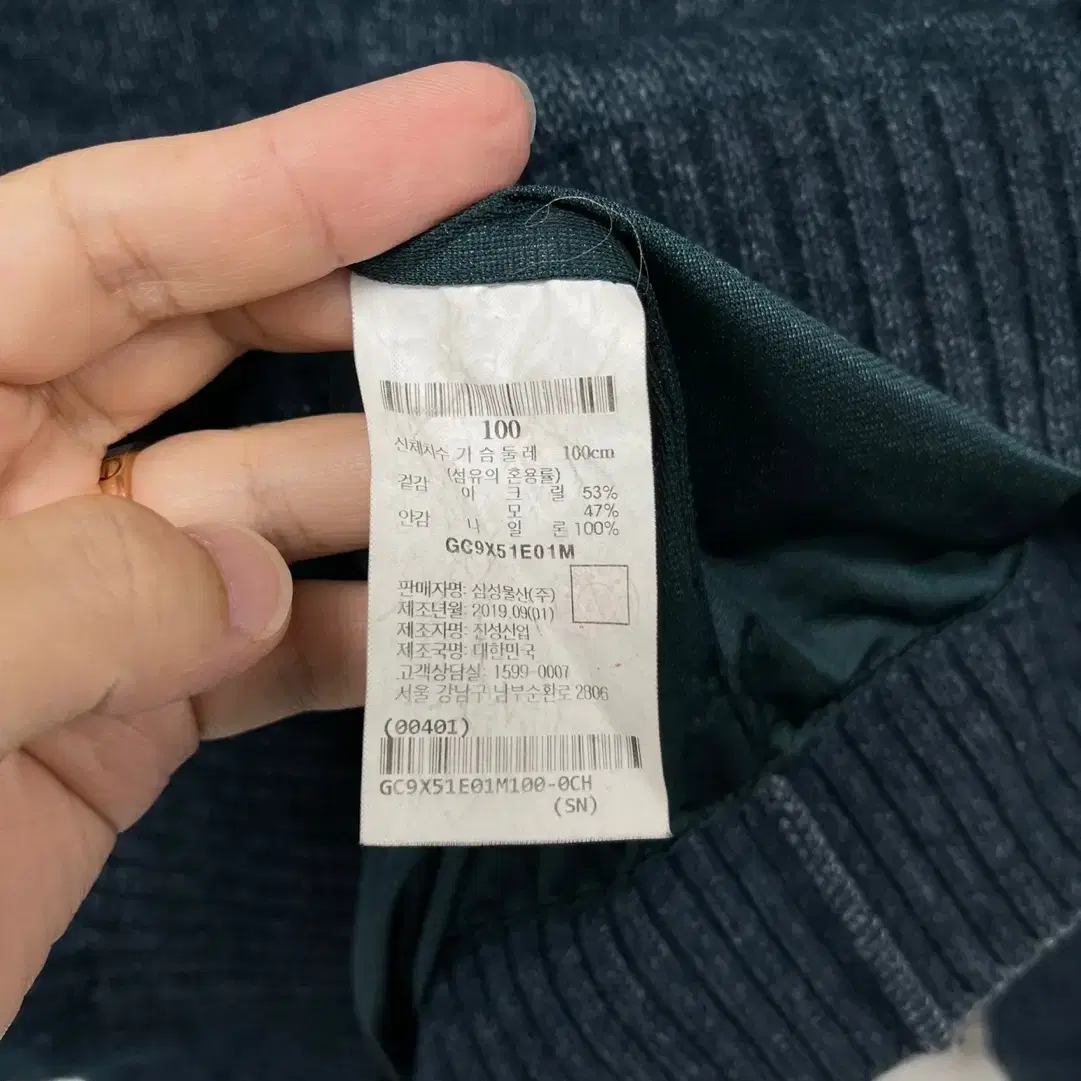 100
신체치수 가슴둘레 100cm
(섬유의 혼용률)
겉감 아크릴 53%
모 47%
안감 나일론 100%
GC9X51E01M
판매자명: 삼성물산(주)
제조년월: 2019.09(01)
제조자명: 진성산업
제조국명: 대한민국
고객상담실: 1599-0007
서울 강남구 남부순환로 2806
(00401)
GC9X51E01M100-0CH
(SN)